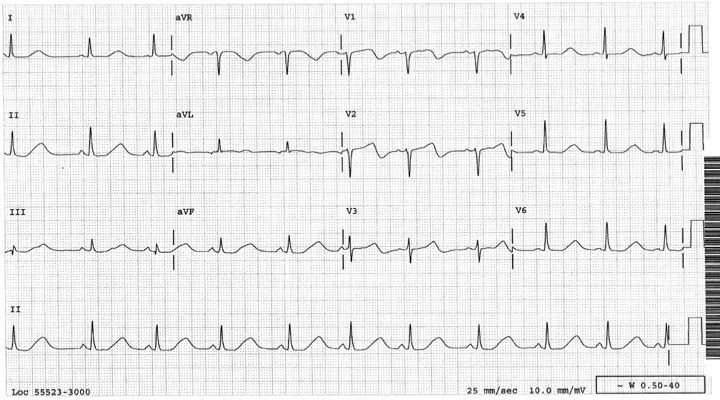 I aVR V1 V4
II aVL V2 V5
III aVF V3 V6
II
Loc 55523-3000 25 mm/sec 10.0 mm/mV ~ W 0.50-40